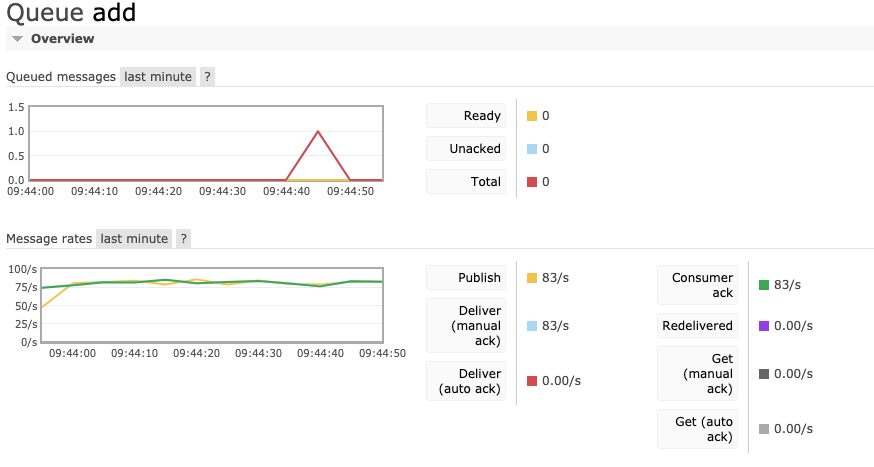 Queue add
Overview
Queued messages last minute ?
1.5
1.0
0.5
0.0
09:44:00 09:44:10 09:44:20 09:44:30 09:44:40 09:44:50
Ready 0
Unacked 0
Total 0
Message rates last minute ?
100/s
75/s
50/s
25/s
0/s
09:44:00 09:44:10 09:44:20 09:44:30 09:44:40 09:44:50
Publish 83/s
Deliver
(manual 83/s
ack)
Deliver
(auto ack) 0.00/s
Consumer
ack 83/s
Redelivered 0.00/s
Get
(manual 0.00/s
ack)
Get (auto
ack) 0.00/s